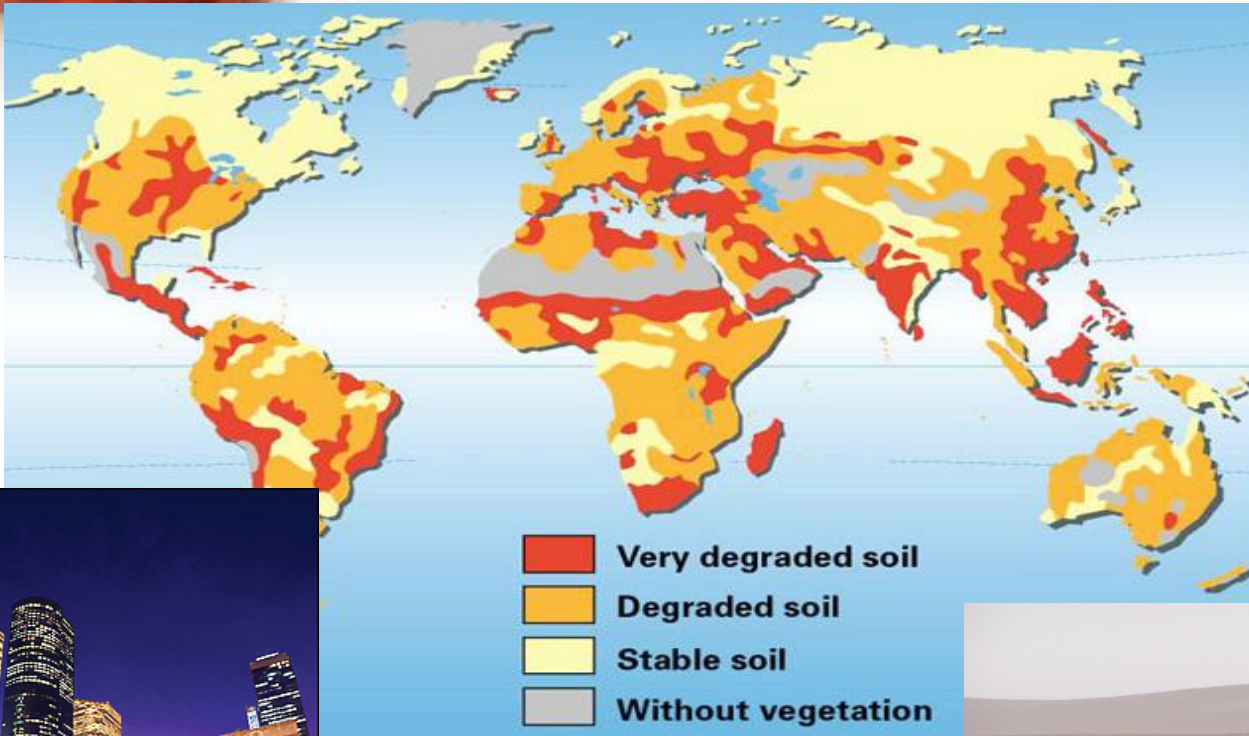 Very degraded soil
Degraded soil
Stable soil
Without vegetation